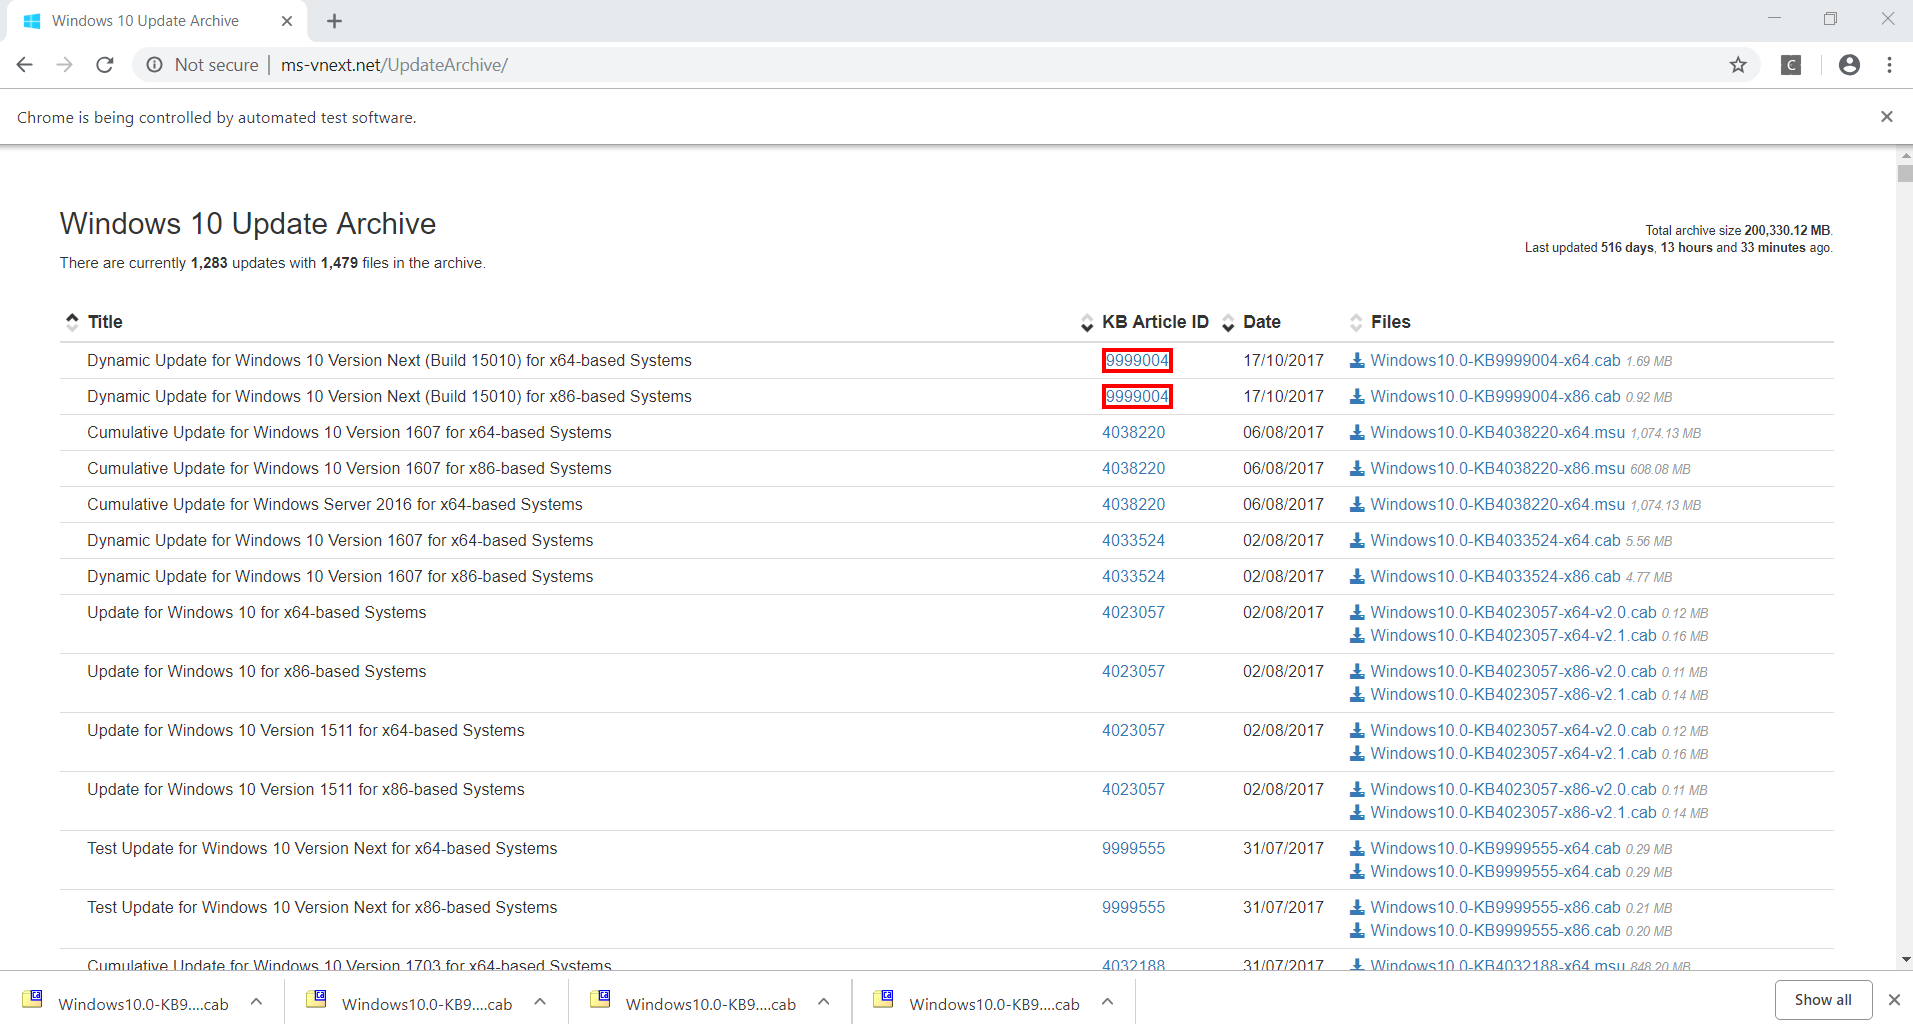 Windows 10 Update Archive
Not secure | ms-vnext.net/UpdateArchive/
C
Chrome is being controlled by automated test software.
Windows 10 Update Archive
There are currently 1,283 updates with 1,479 files in the archive.
Total archive size 200,330.12 MB.
Last updated 516 days, 13 hours and 33 minutes ago.
Title KB Article ID Date Files
Dynamic Update for Windows 10 Version Next (Build 15010) for x64-based Systems 9999004 17/10/2017 Windows10.0-KB9999004-x64.cab 1.69 MB
Dynamic Update for Windows 10 Version Next (Build 15010) for x86-based Systems 9999004 17/10/2017 Windows10.0-KB9999004-x86.cab 0.92 MB
Cumulative Update for Windows 10 Version 1607 for x64-based Systems 4038220 06/08/2017 Windows10.0-KB4038220-x64.msu 1,074.13 MB
Cumulative Update for Windows 10 Version 1607 for x86-based Systems 4038220 06/08/2017 Windows10.0-KB4038220-x86.msu 608.08 MB
Cumulative Update for Windows Server 2016 for x64-based Systems 4038220 06/08/2017 Windows10.0-KB4038220-x64.msu 1,074.13 MB
Dynamic Update for Windows 10 Version 1607 for x64-based Systems 4033524 02/08/2017 Windows10.0-KB4033524-x64.cab 5.56 MB
Dynamic Update for Windows 10 Version 1607 for x86-based Systems 4033524 02/08/2017 Windows10.0-KB4033524-x86.cab 4.77 MB
Update for Windows 10 for x64-based Systems 4023057 02/08/2017 Windows10.0-KB4023057-x64-v2.0.cab 0.12 MB
Windows10.0-KB4023057-x64-v2.1.cab 0.16 MB
Update for Windows 10 for x86-based Systems 4023057 02/08/2017 Windows10.0-KB4023057-x86-v2.0.cab 0.11 MB
Windows10.0-KB4023057-x86-v2.1.cab 0.14 MB
Update for Windows 10 Version 1511 for x64-based Systems 4023057 02/08/2017 Windows10.0-KB4023057-x64-v2.0.cab 0.12 MB
Windows10.0-KB4023057-x64-v2.1.cab 0.16 MB
Update for Windows 10 Version 1511 for x86-based Systems 4023057 02/08/2017 Windows10.0-KB4023057-x86-v2.0.cab 0.11 MB
Windows10.0-KB4023057-x86-v2.1.cab 0.14 MB
Test Update for Windows 10 Version Next for x64-based Systems 9999555 31/07/2017 Windows10.0-KB9999555-x64.cab 0.29 MB
Windows10.0-KB9999555-x64.cab 0.29 MB
Test Update for Windows 10 Version Next for x86-based Systems 9999555 31/07/2017 Windows10.0-KB9999555-x86.cab 0.21 MB
Windows10.0-KB9999555-x86.cab 0.20 MB
Cumulative Update for Windows 10 Version 1703 for x64-based Systems 4032188 31/07/2017 Windows10.0-KB4032188-x64.msu 848.20 MB
Windows10.0-KB9....cab Windows10.0-KB9....cab Windows10.0-KB9....cab Windows10.0-KB9....cab Show all